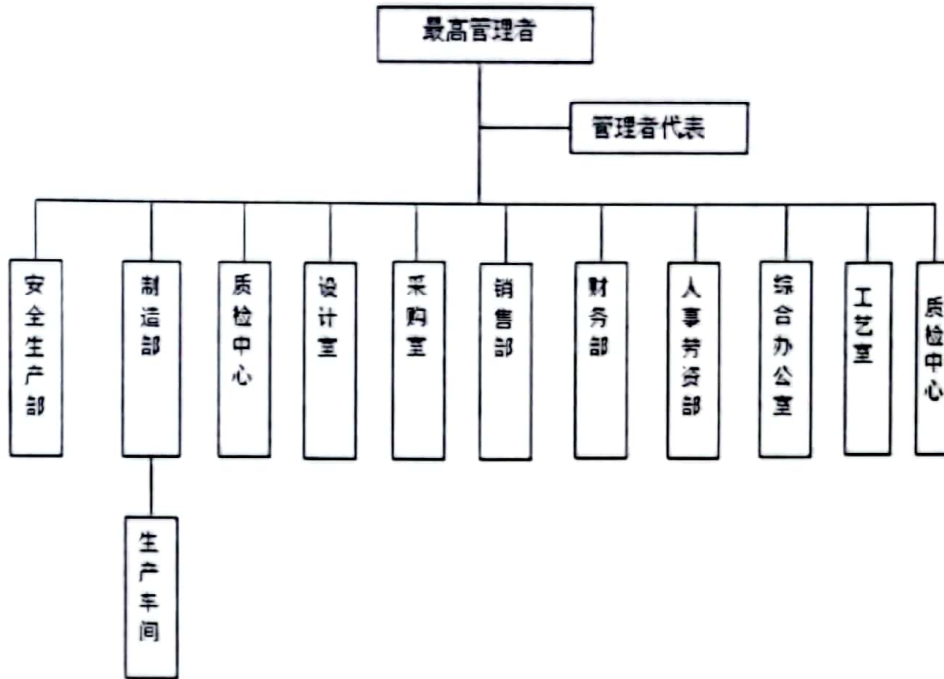 最高管理者
管理者代表
安全生产部
制造部
质检中心
设计室
采购室
销售部
财务部
人事劳资部
综合办公室
工艺室
质检中心
生产车间